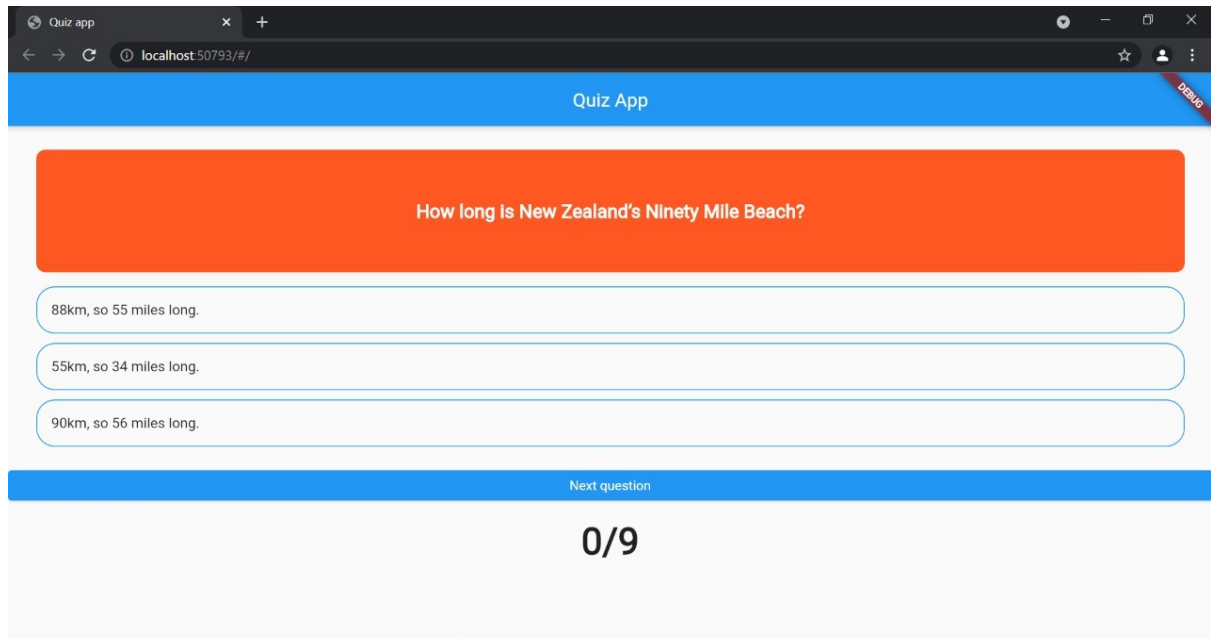 Quiz app
localhost:50793/#/
Quiz App
DEBUG
How long is New Zealand’s Ninety Mile Beach?
88km, so 55 miles long.
55km, so 34 miles long.
90km, so 56 miles long.
Next question
0/9